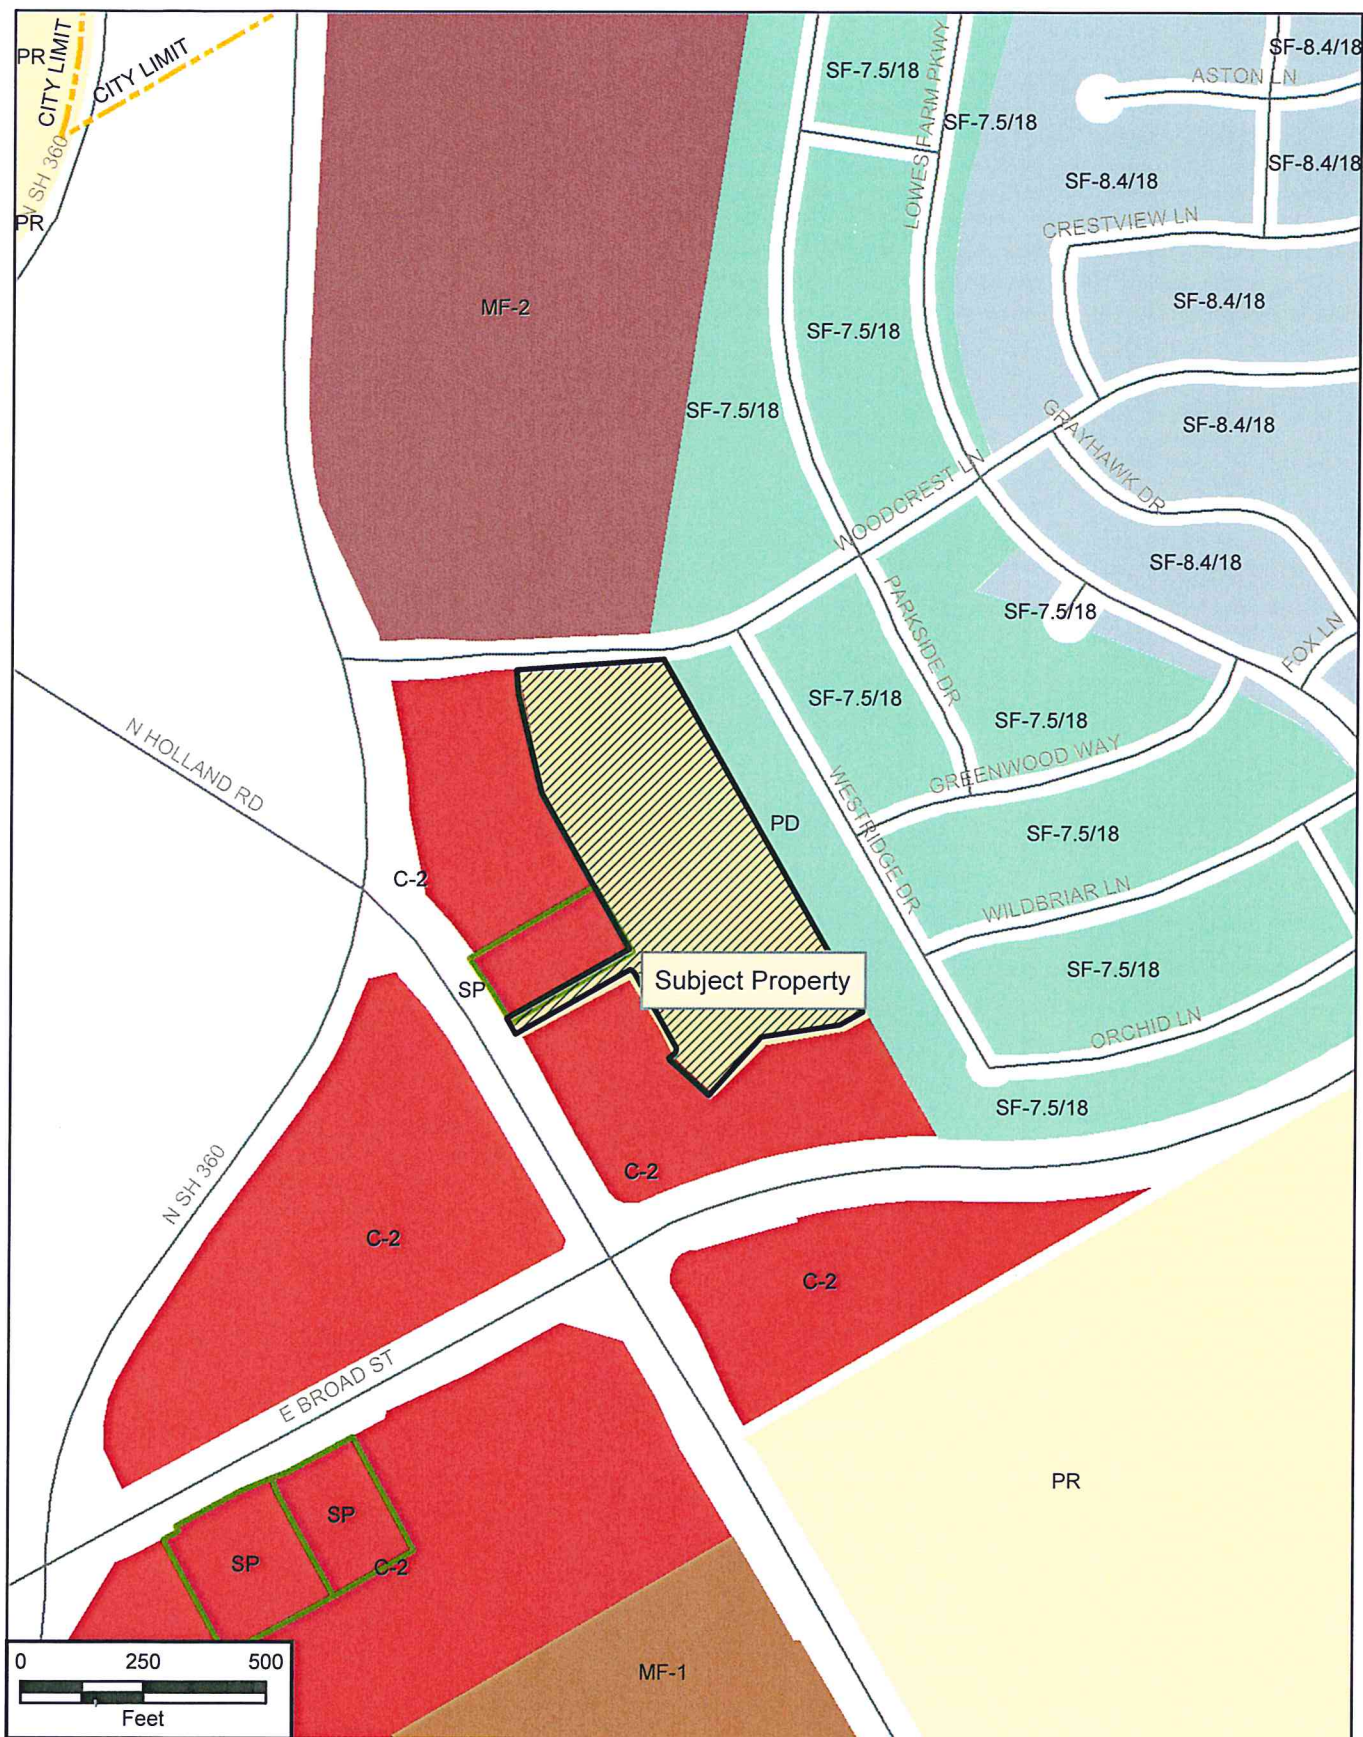 SF-8.4/18
CITY LIMIT
CITY LIMIT
PR
SF-7.5/18
LOWES FARM PKWY
ASTON LN
SF-7.5/18
SF-8.4/18
N SH 360
SF-8.4/18
PR
CRESTVIEW LN
MF-2
SF-8.4/18
SF-7.5/18
SF-7.5/18
SF-8.4/18
GRAYHAWK DR
WOODCREST LN
SF-8.4/18
PARKSIDE DR
SF-7.5/18
FOX LN
SF-7.5/18
SF-7.5/18
N HOLLAND RD
GREENWOOD WAY
WESTRIDGE DR
PD
SF-7.5/18
C-2
WILDBRIAR LN
SF-7.5/18
Subject Property
SP
ORCHID LN
SF-7.5/18
C-2
N SH 360
C-2
C-2
E BROAD ST
PR
SP
SP
C-2
0 250 500
Feet
MF-1